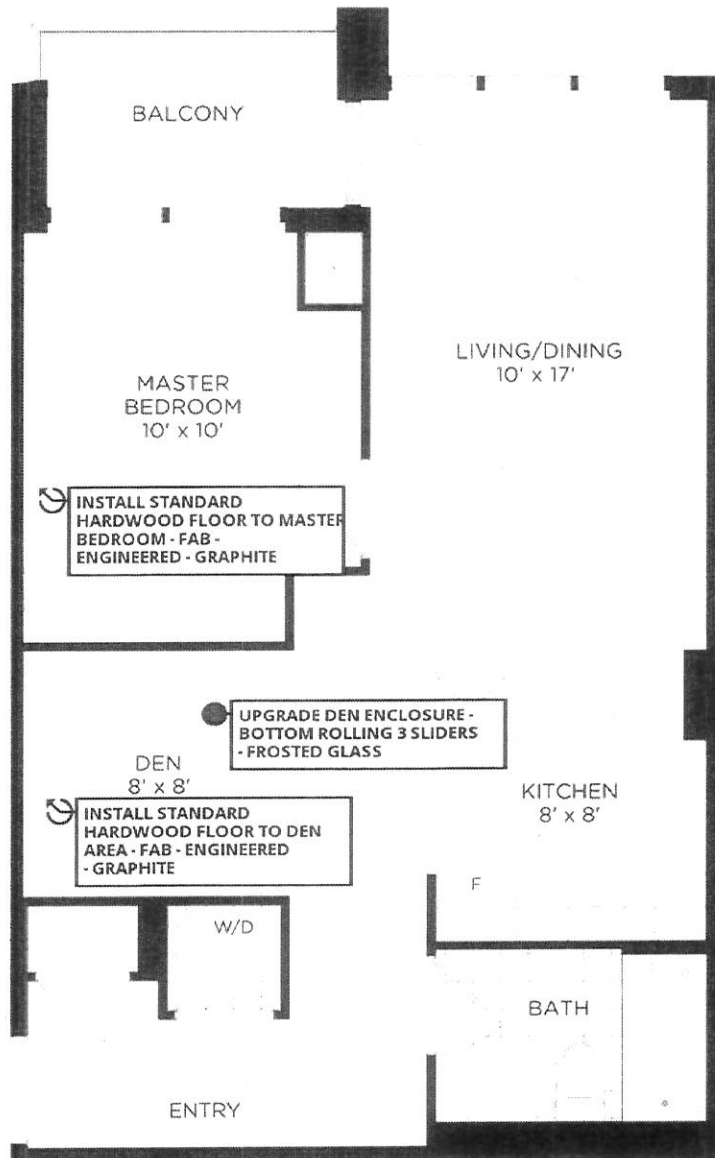 BALCONY
LIVING/DINING
10' x 17'
MASTER
BEDROOM
10' x 10'
INSTALL STANDARD
HARDWOOD FLOOR TO MASTER
BEDROOM - FAB -
ENGINEERED - GRAPHITE
UPGRADE DEN ENCLOSURE -
BOTTOM ROLLING 3 SLIDERS
- FROSTED GLASS
DEN
8' x 8'
INSTALL STANDARD
HARDWOOD FLOOR TO DEN
AREA - FAB - ENGINEERED
- GRAPHITE
KITCHEN
8' x 8'
F
W/D
BATH
ENTRY